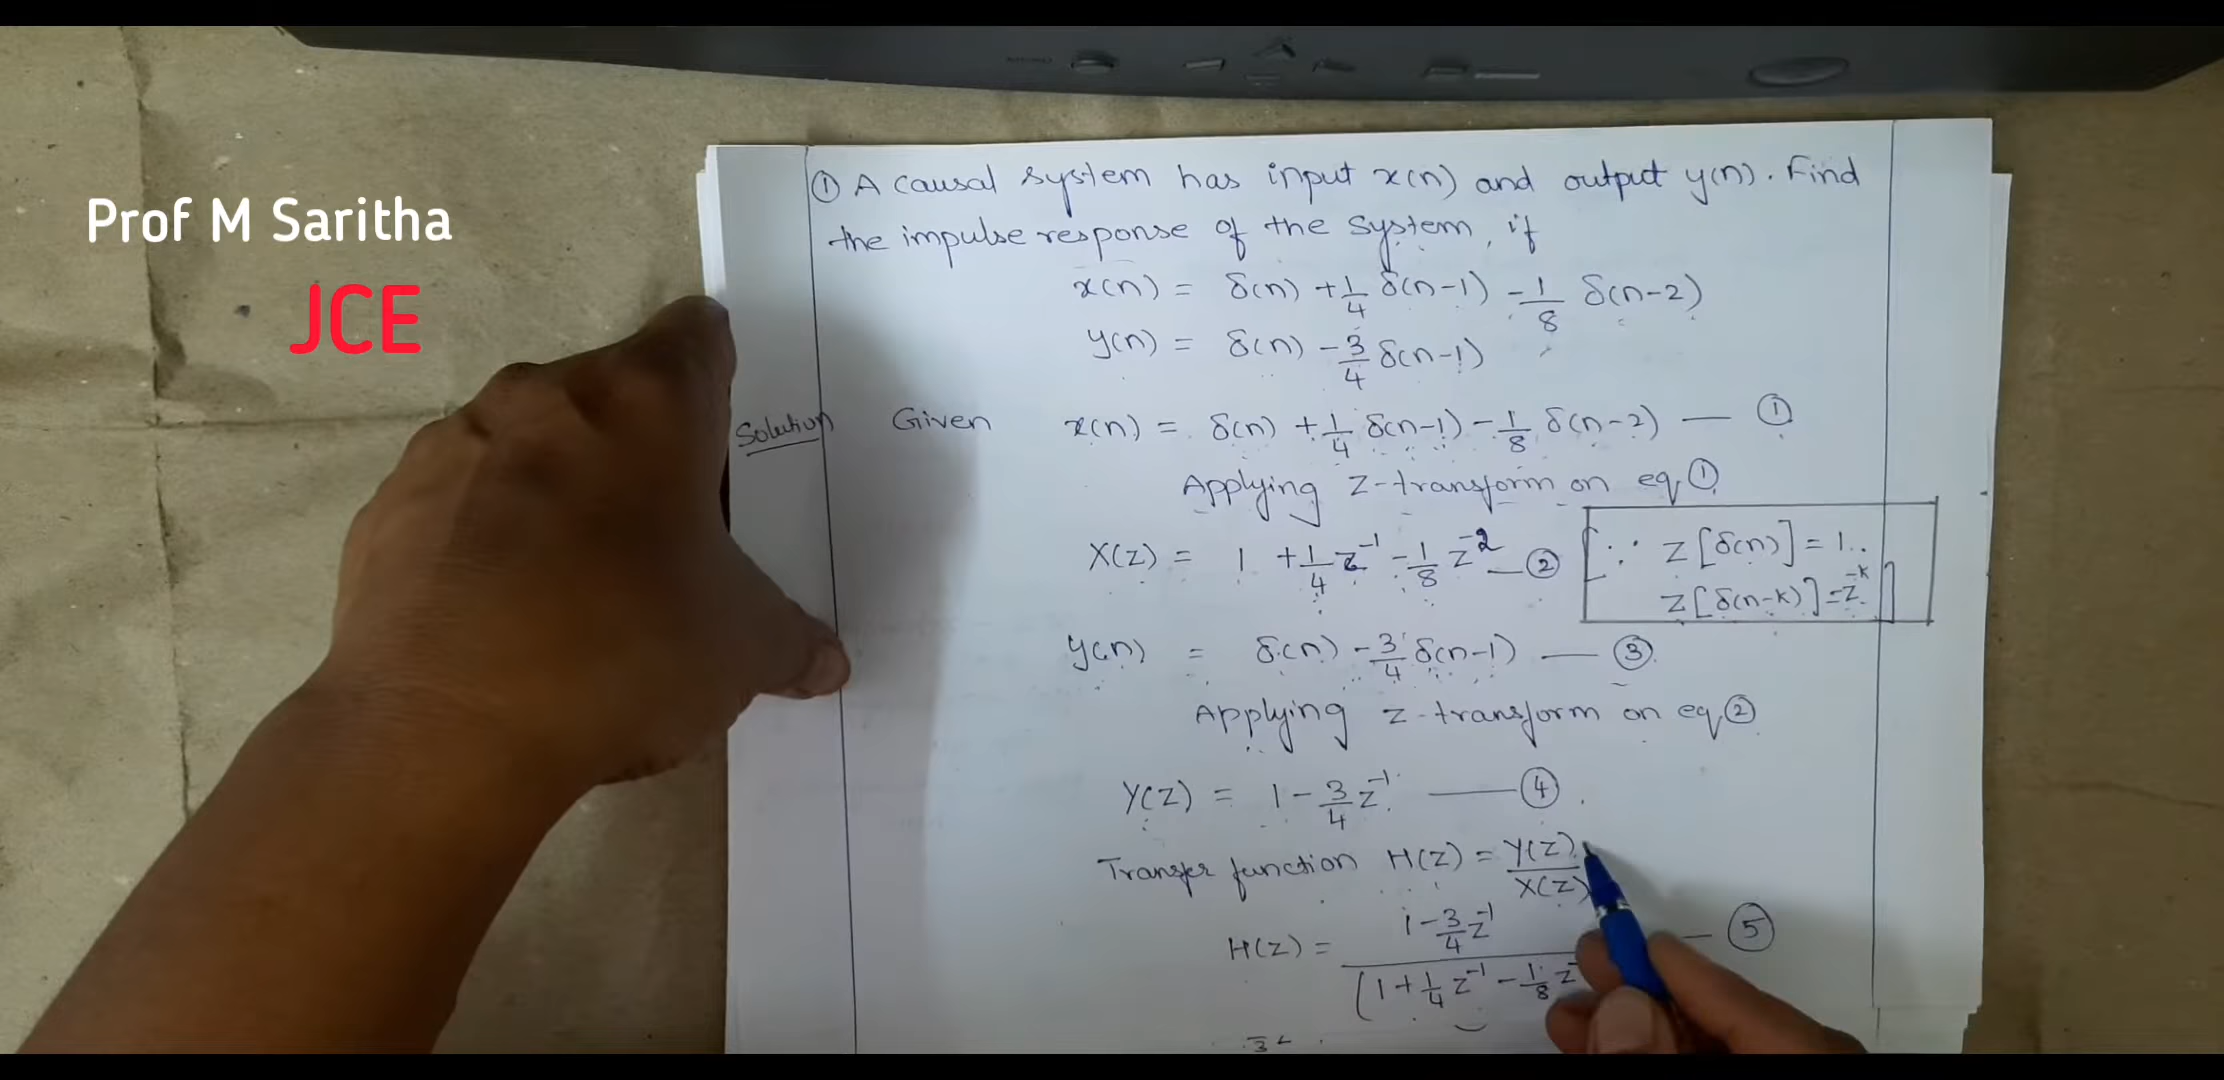 Prof M Saritha
JCE
① A causal system has input x(n) and output y(n). Find
the impulse response of the system, if
x(n) = δ(n) + 1/4 δ(n-1) - 1/8 δ(n-2)
y(n) = δ(n) - 3/4 δ(n-1)
Solution Given x(n) = δ(n) + 1/4 δ(n-1) - 1/8 δ(n-2) — ①
Applying Z-transform on eq ①
X(Z) = 1 + 1/4 z⁻¹ - 1/8 z⁻² — ② [∵ Z[δ(n)] = 1
Z[δ(n-k)] = z⁻ᵏ]
y(n) = δ(n) - 3/4 δ(n-1) — ③
Applying z-transform on eq ②
Y(Z) = 1 - 3/4 z⁻¹ — ④
Transfer function H(Z) = Y(Z)/X(Z)
H(Z) = 1 - 3/4 z⁻¹ / (1 + 1/4 z⁻¹ - 1/8 z — ⑤